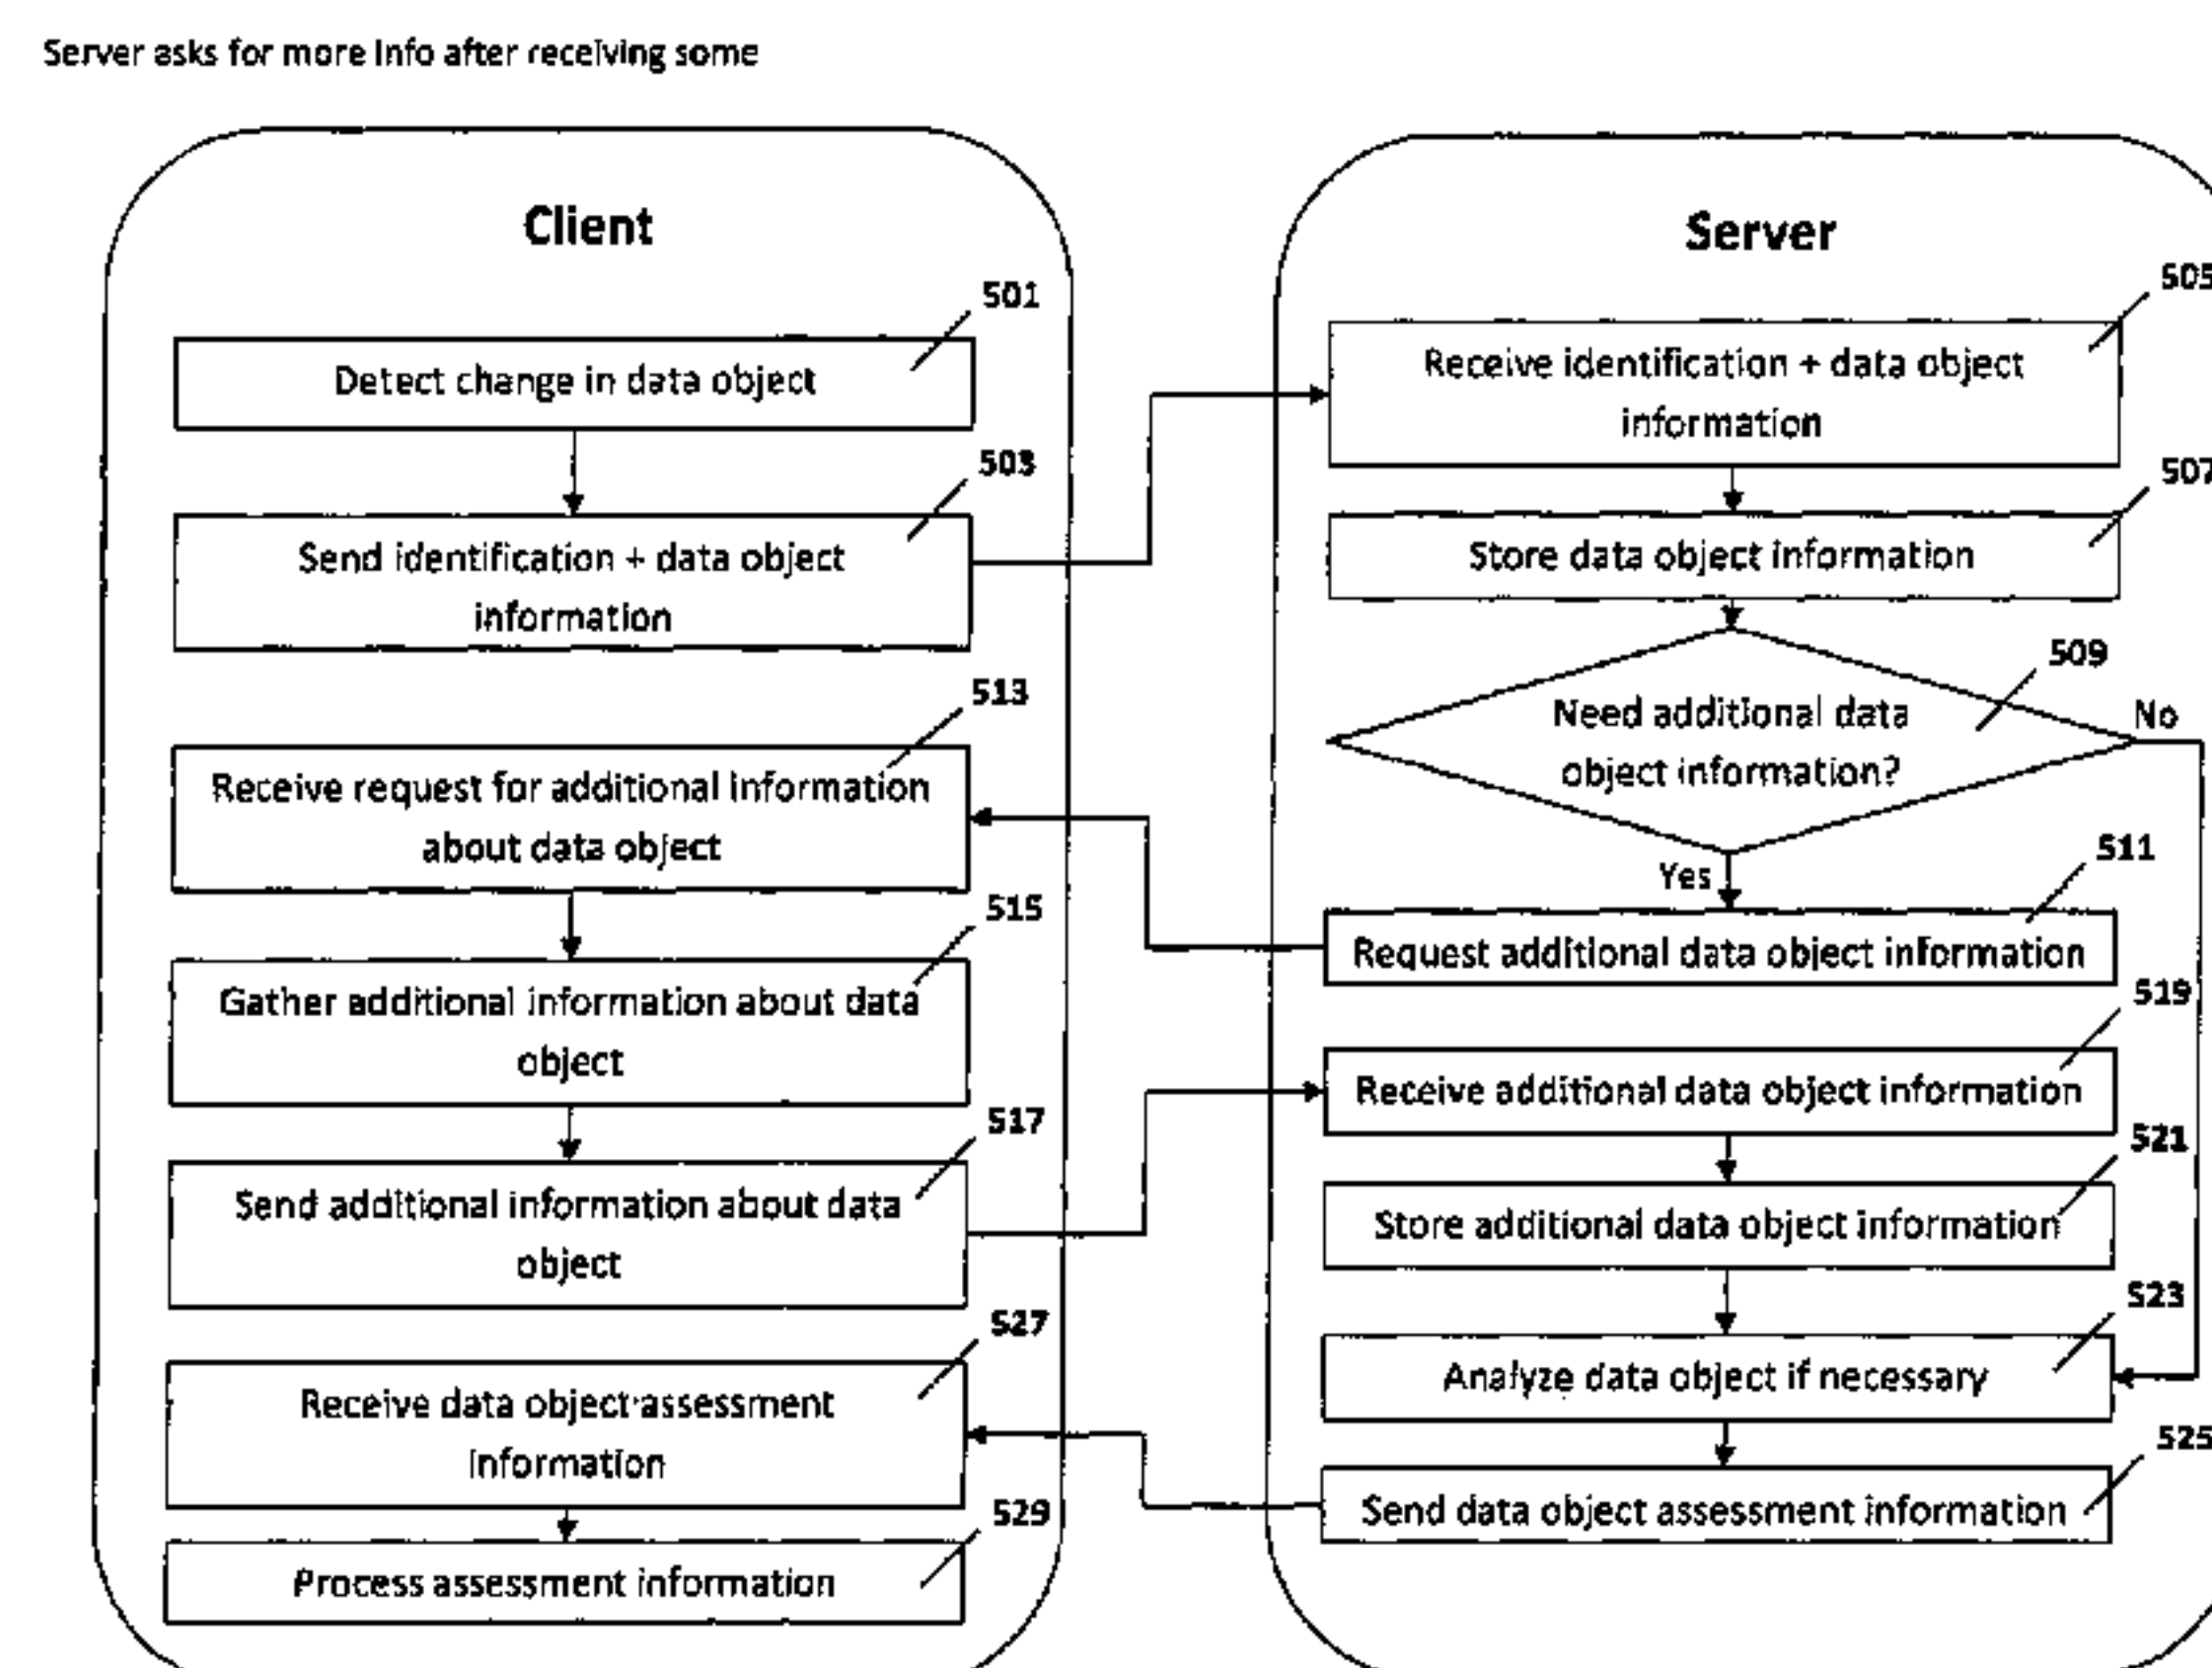 Server asks for more Info after receiving some
Client
501
Detect change in data object
503
Send identification + data object
information
513
Receive request for additional information
about data object
515
Gather additional information about data
object
517
Send additional information about data
object
527
Receive data object assessment
information
529
Process assessment information
Server
505
Receive identification + data object
information
507
Store data object information
509
Need additional data
object information?
No
Yes
511
Request additional data object information
519
Receive additional data object information
521
Store additional data object information
523
Analyze data object if necessary
525
Send data object assessment information